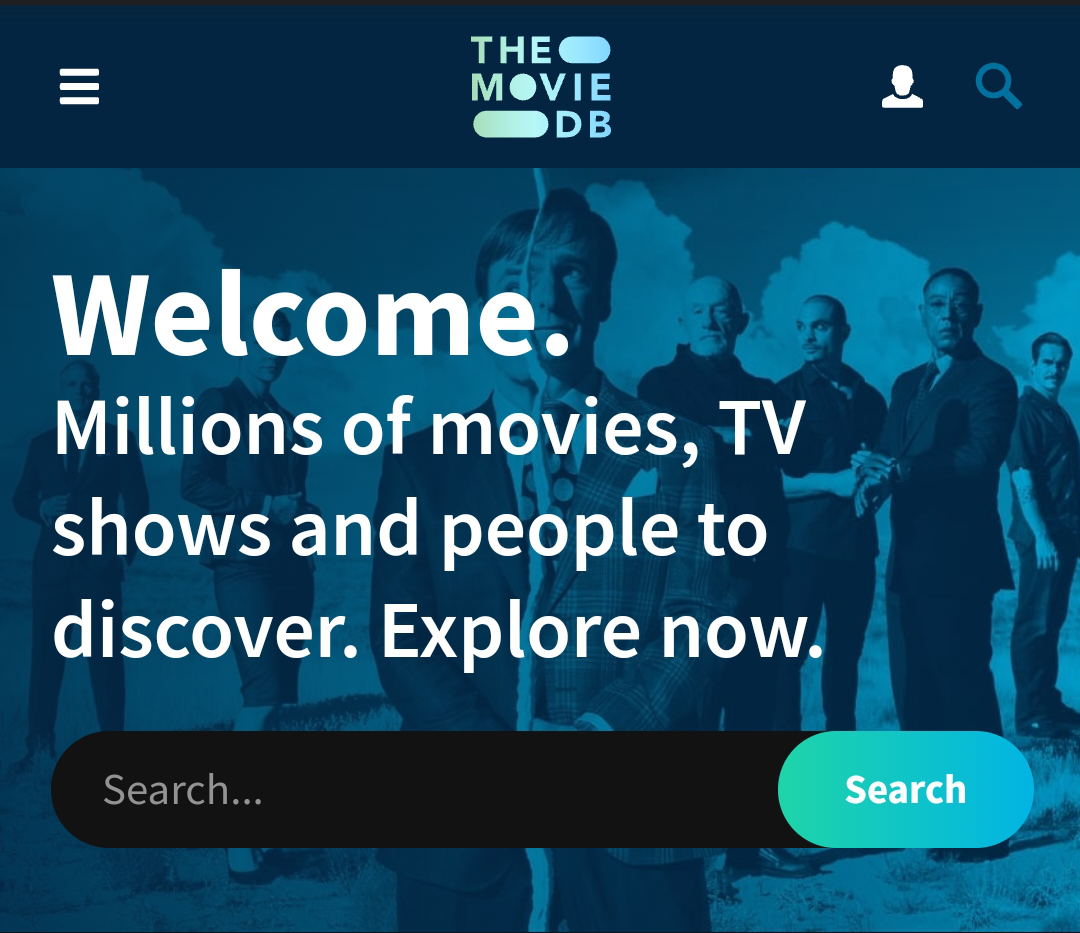 THE
MOVIE
DB
Welcome.
Millions of movies, TV
shows and people to
discover. Explore now.
Search...
Search